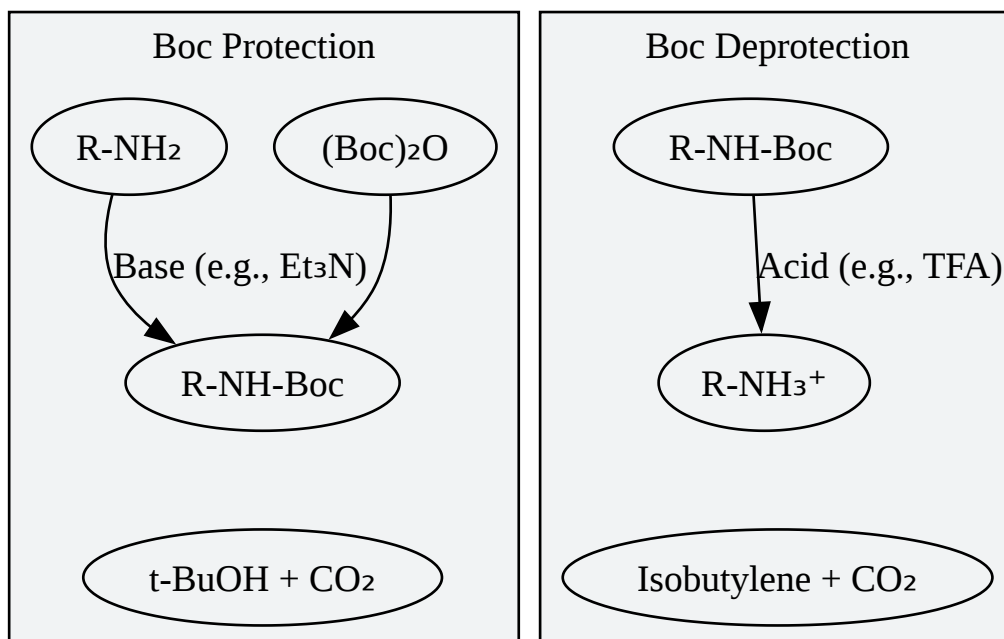 Boc Protection
R-NH₂
(Boc)₂O
Base (e.g., Et₃N)
R-NH-Boc
t-BuOH + CO₂
Boc Deprotection
R-NH-Boc
Acid (e.g., TFA)
R-NH₃⁺
Isobutylene + CO₂